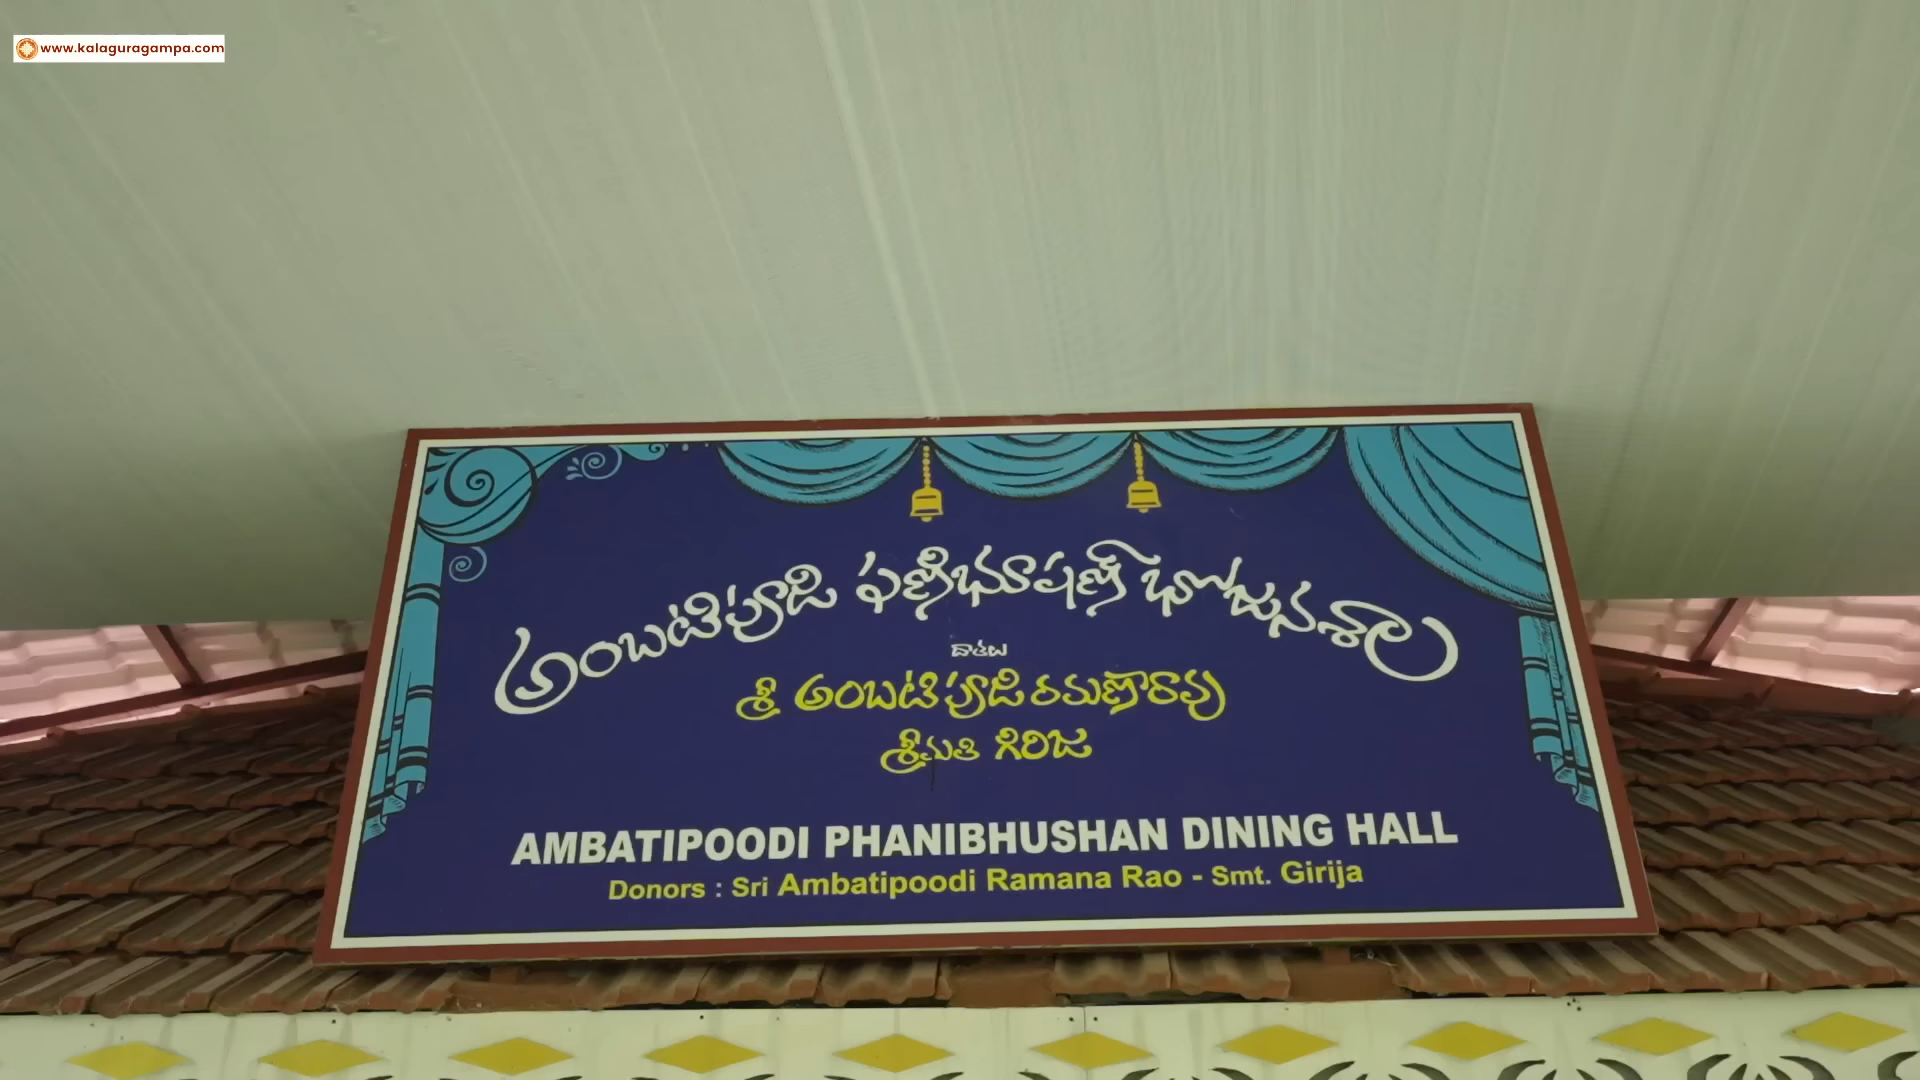 www.kalaguragampa.com
అంబటిపూడి ఫణిభూషణ్ భోజనశాల
దాతలు
శ్రీ అంబటిపూడి రమణారావు
శ్రీమతి గిరిజ
AMBATIPOODI PHANIBHUSHAN DINING HALL
Donors : Sri Ambatipoodi Ramana Rao - Smt. Girija